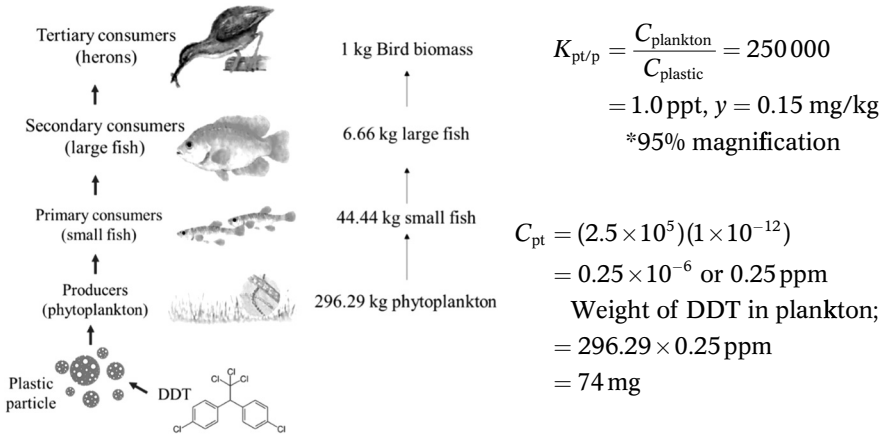 Tertiary consumers
(herons)
1 kg Bird biomass
Secondary consumers
(large fish)
6.66 kg large fish
Primary consumers
(small fish)
44.44 kg small fish
Producers
(phytoplankton)
296.29 kg phytoplankton
Plastic
particle
DDT
Cl
Cl
Cl
Cl
Cl
K_pt/p = C_plankton / C_plastic = 250 000
= 1.0 ppt, y = 0.15 mg/kg
*95% magnification
C_pt = (2.5 × 10⁵)(1 × 10⁻¹²)
= 0.25 × 10⁻⁶ or 0.25 ppm
Weight of DDT in plankton;
= 296.29 × 0.25 ppm
= 74 mg